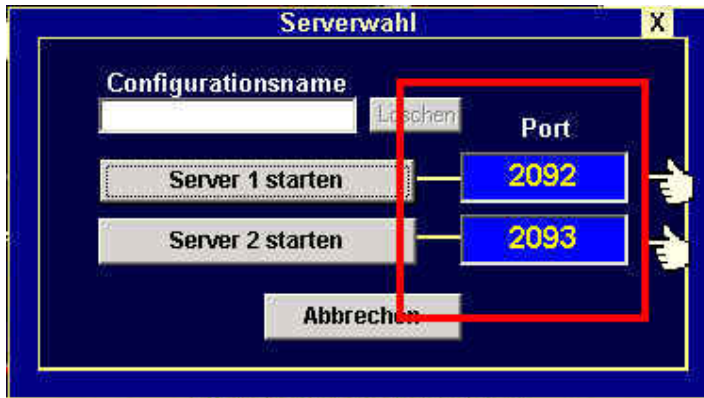 Serverwahl X
Configurationsname
Löschen
Port
Server 1 starten 2092
Server 2 starten 2093
Abbrechen